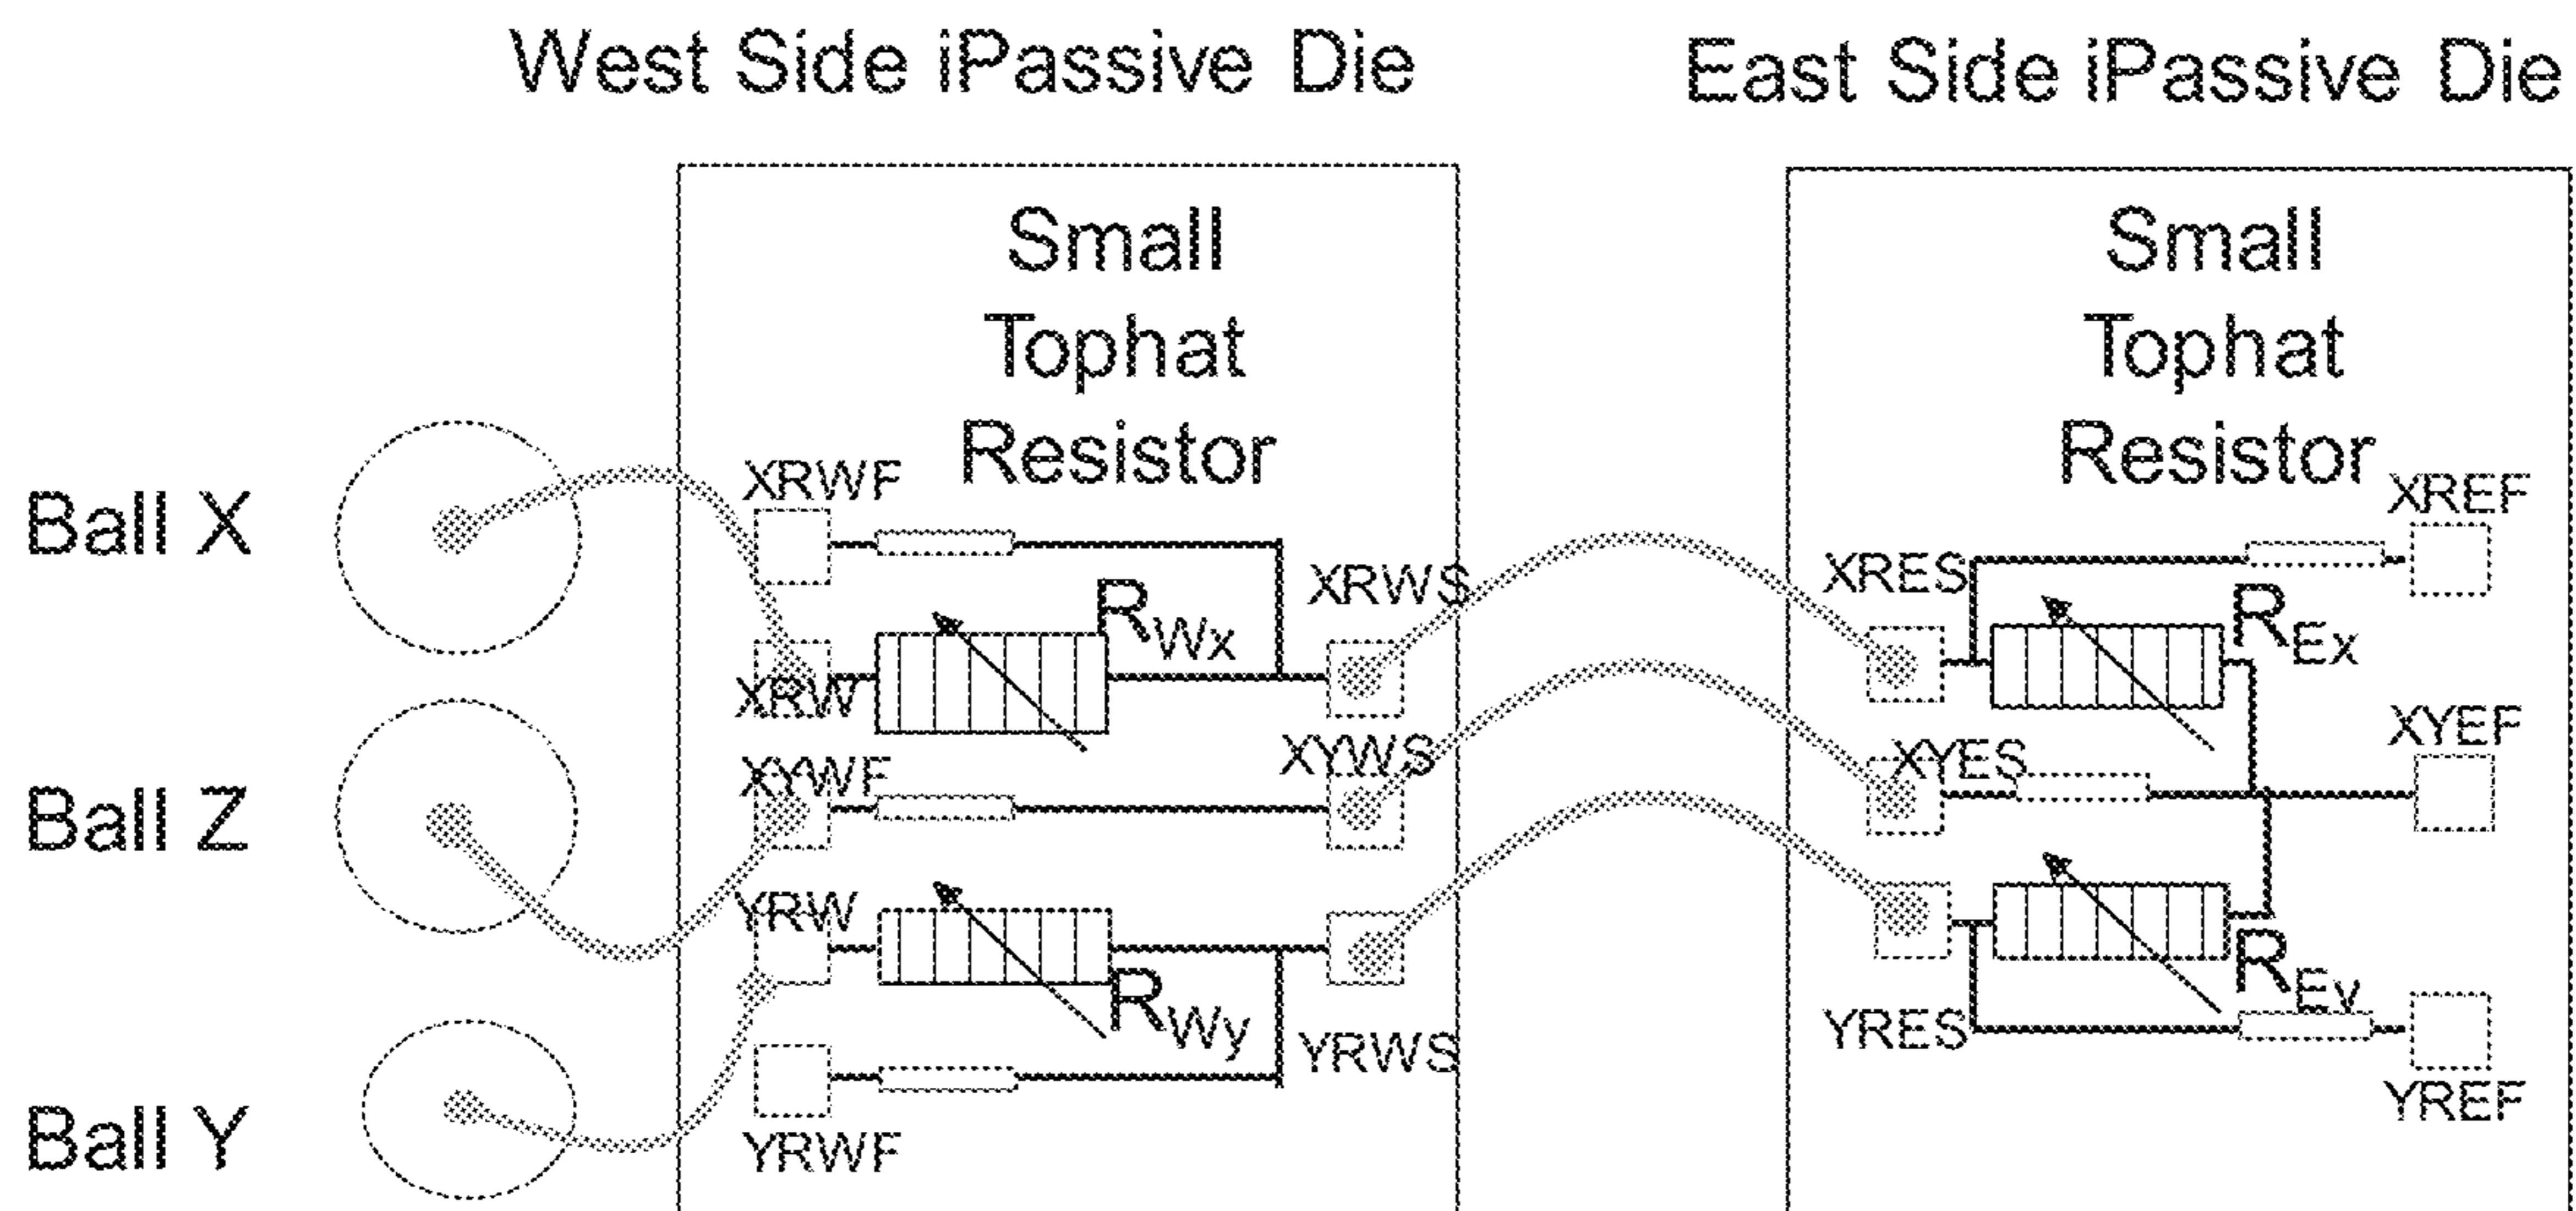 West Side iPassive Die
East Side iPassive Die
Small
Tophat
Resistor
Small
Tophat
Resistor
Ball X
Ball Z
Ball Y
XRWF
XRW
RWx
XRWS
XYWF
XYWS
YRW
RWy
YRWS
YRWF
XRES
XREF
REx
XYES
XYEF
REy
YRES
YREF